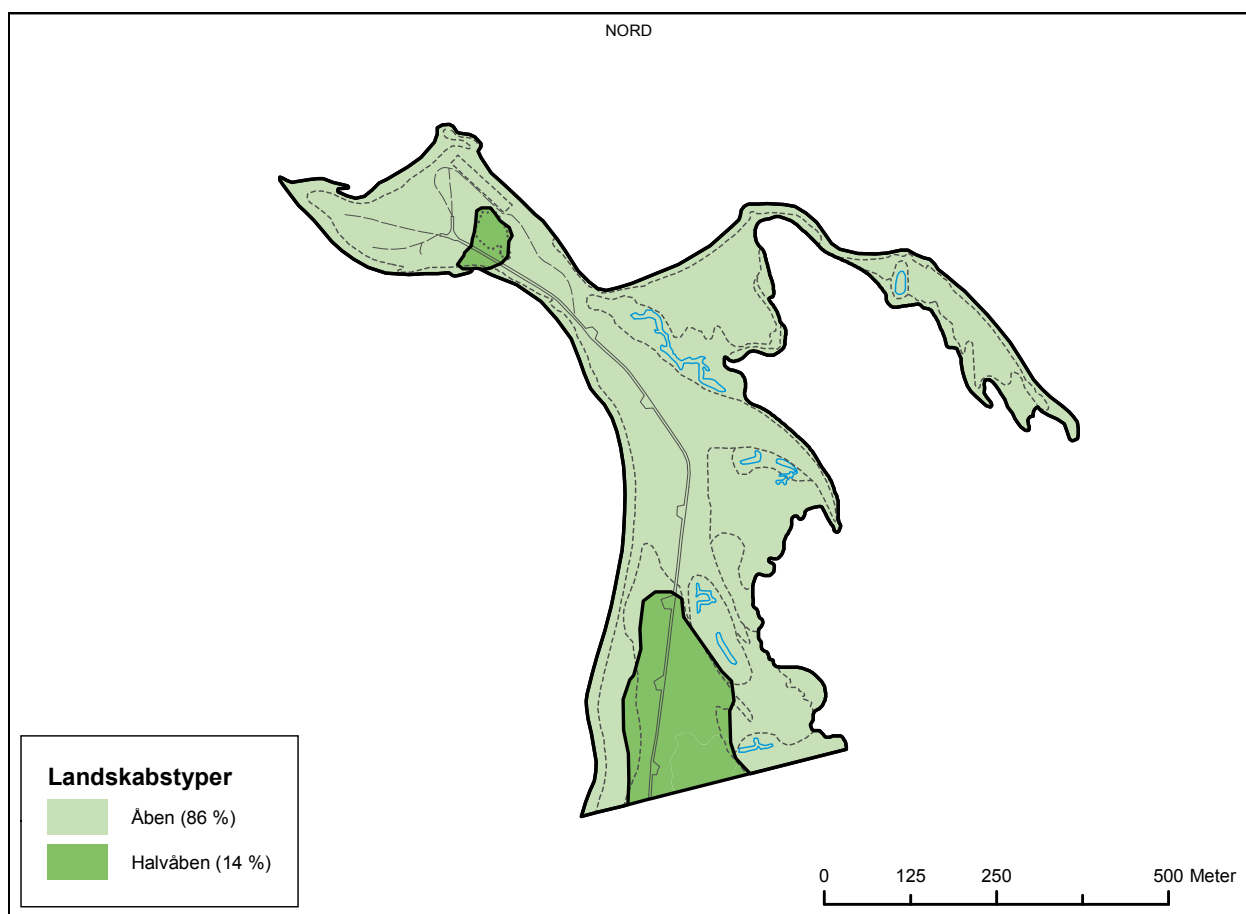 NORD
Landskabstyper
Åben (86 %)
Halvåben (14 %)
0 125 250 500 Meter